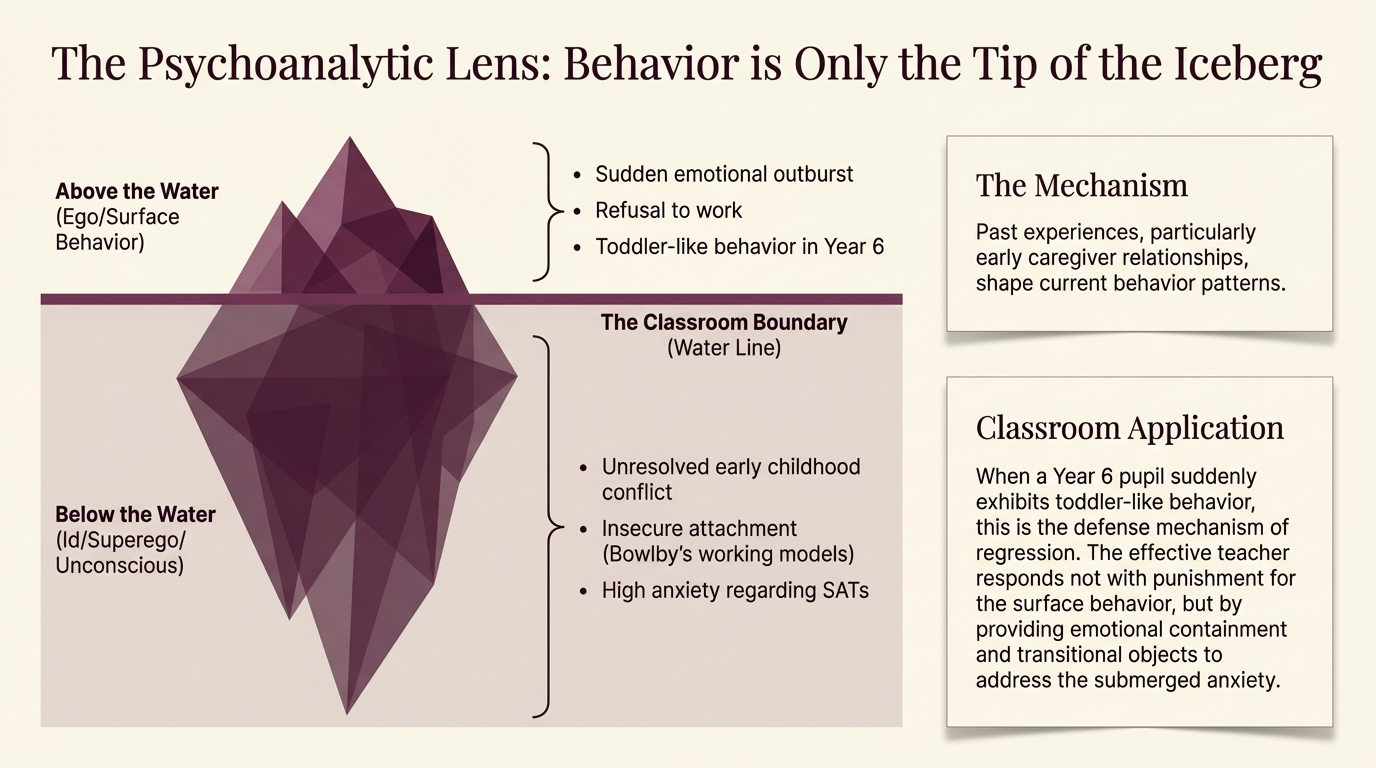 The Psychoanalytic Lens: Behavior is Only the Tip of the Iceberg
Above the Water
(Ego/Surface
Behavior)
• Sudden emotional outburst
• Refusal to work
• Toddler-like behavior in Year 6
The Classroom Boundary
(Water Line)
Below the Water
(Id/Superego/
Unconscious)
• Unresolved early childhood
conflict
• Insecure attachment
(Bowlby's working models)
• High anxiety regarding SATs
The Mechanism
Past experiences, particularly
early caregiver relationships,
shape current behavior patterns.
Classroom Application
When a Year 6 pupil suddenly
exhibits toddler-like behavior,
this is the defense mechanism of
regression. The effective teacher
responds not with punishment for
the surface behavior, but by
providing emotional containment
and transitional objects to
address the submerged anxiety.